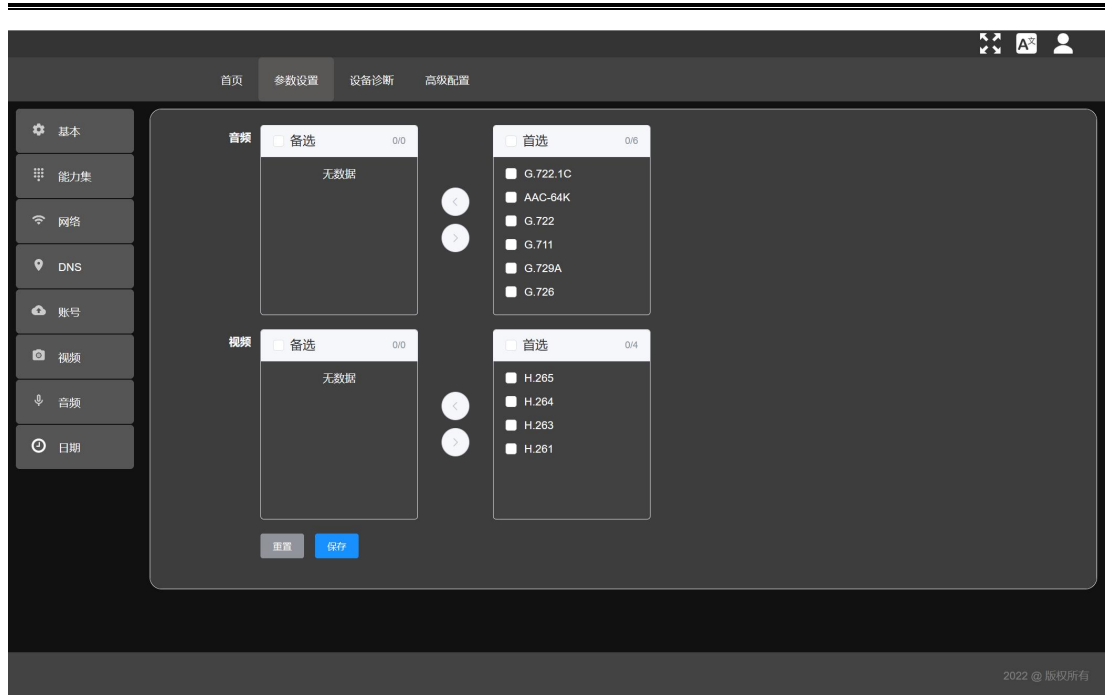 首页 参数设置 设备诊断 高级配置
基本
能力集
网络
DNS
账号
视频
音频
日期
音频
备选 0/0
无数据
首选 0/6
G.722.1C
AAC-64K
G.722
G.711
G.729A
G.726
视频
备选 0/0
无数据
首选 0/4
H.265
H.264
H.263
H.261
重置 保存
2022 @ 版权所有